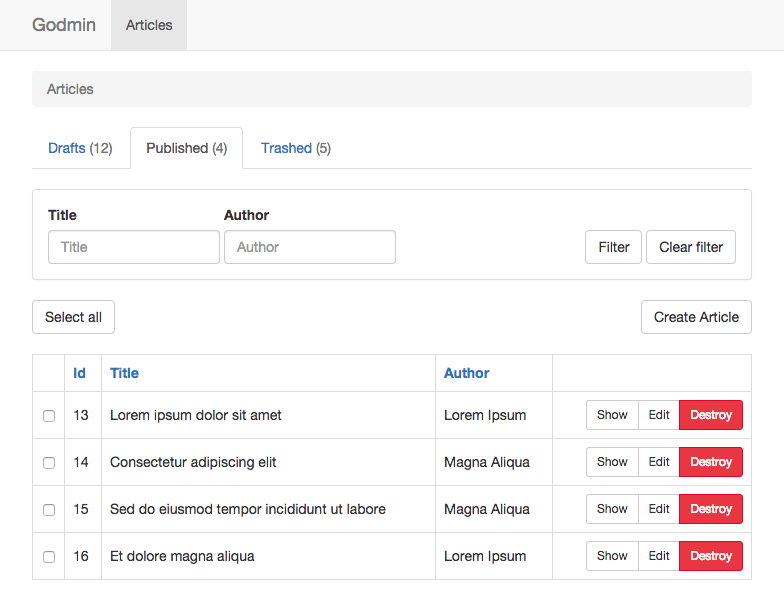 Godmin Articles
Articles
Drafts (12) Published (4) Trashed (5)
Title Author
Title Author Filter Clear filter
Select all Create Article
Id Title Author
13 Lorem ipsum dolor sit amet Lorem Ipsum Show Edit Destroy
14 Consectetur adipiscing elit Magna Aliqua Show Edit Destroy
15 Sed do eiusmod tempor incididunt ut labore Magna Aliqua Show Edit Destroy
16 Et dolore magna aliqua Lorem Ipsum Show Edit Destroy